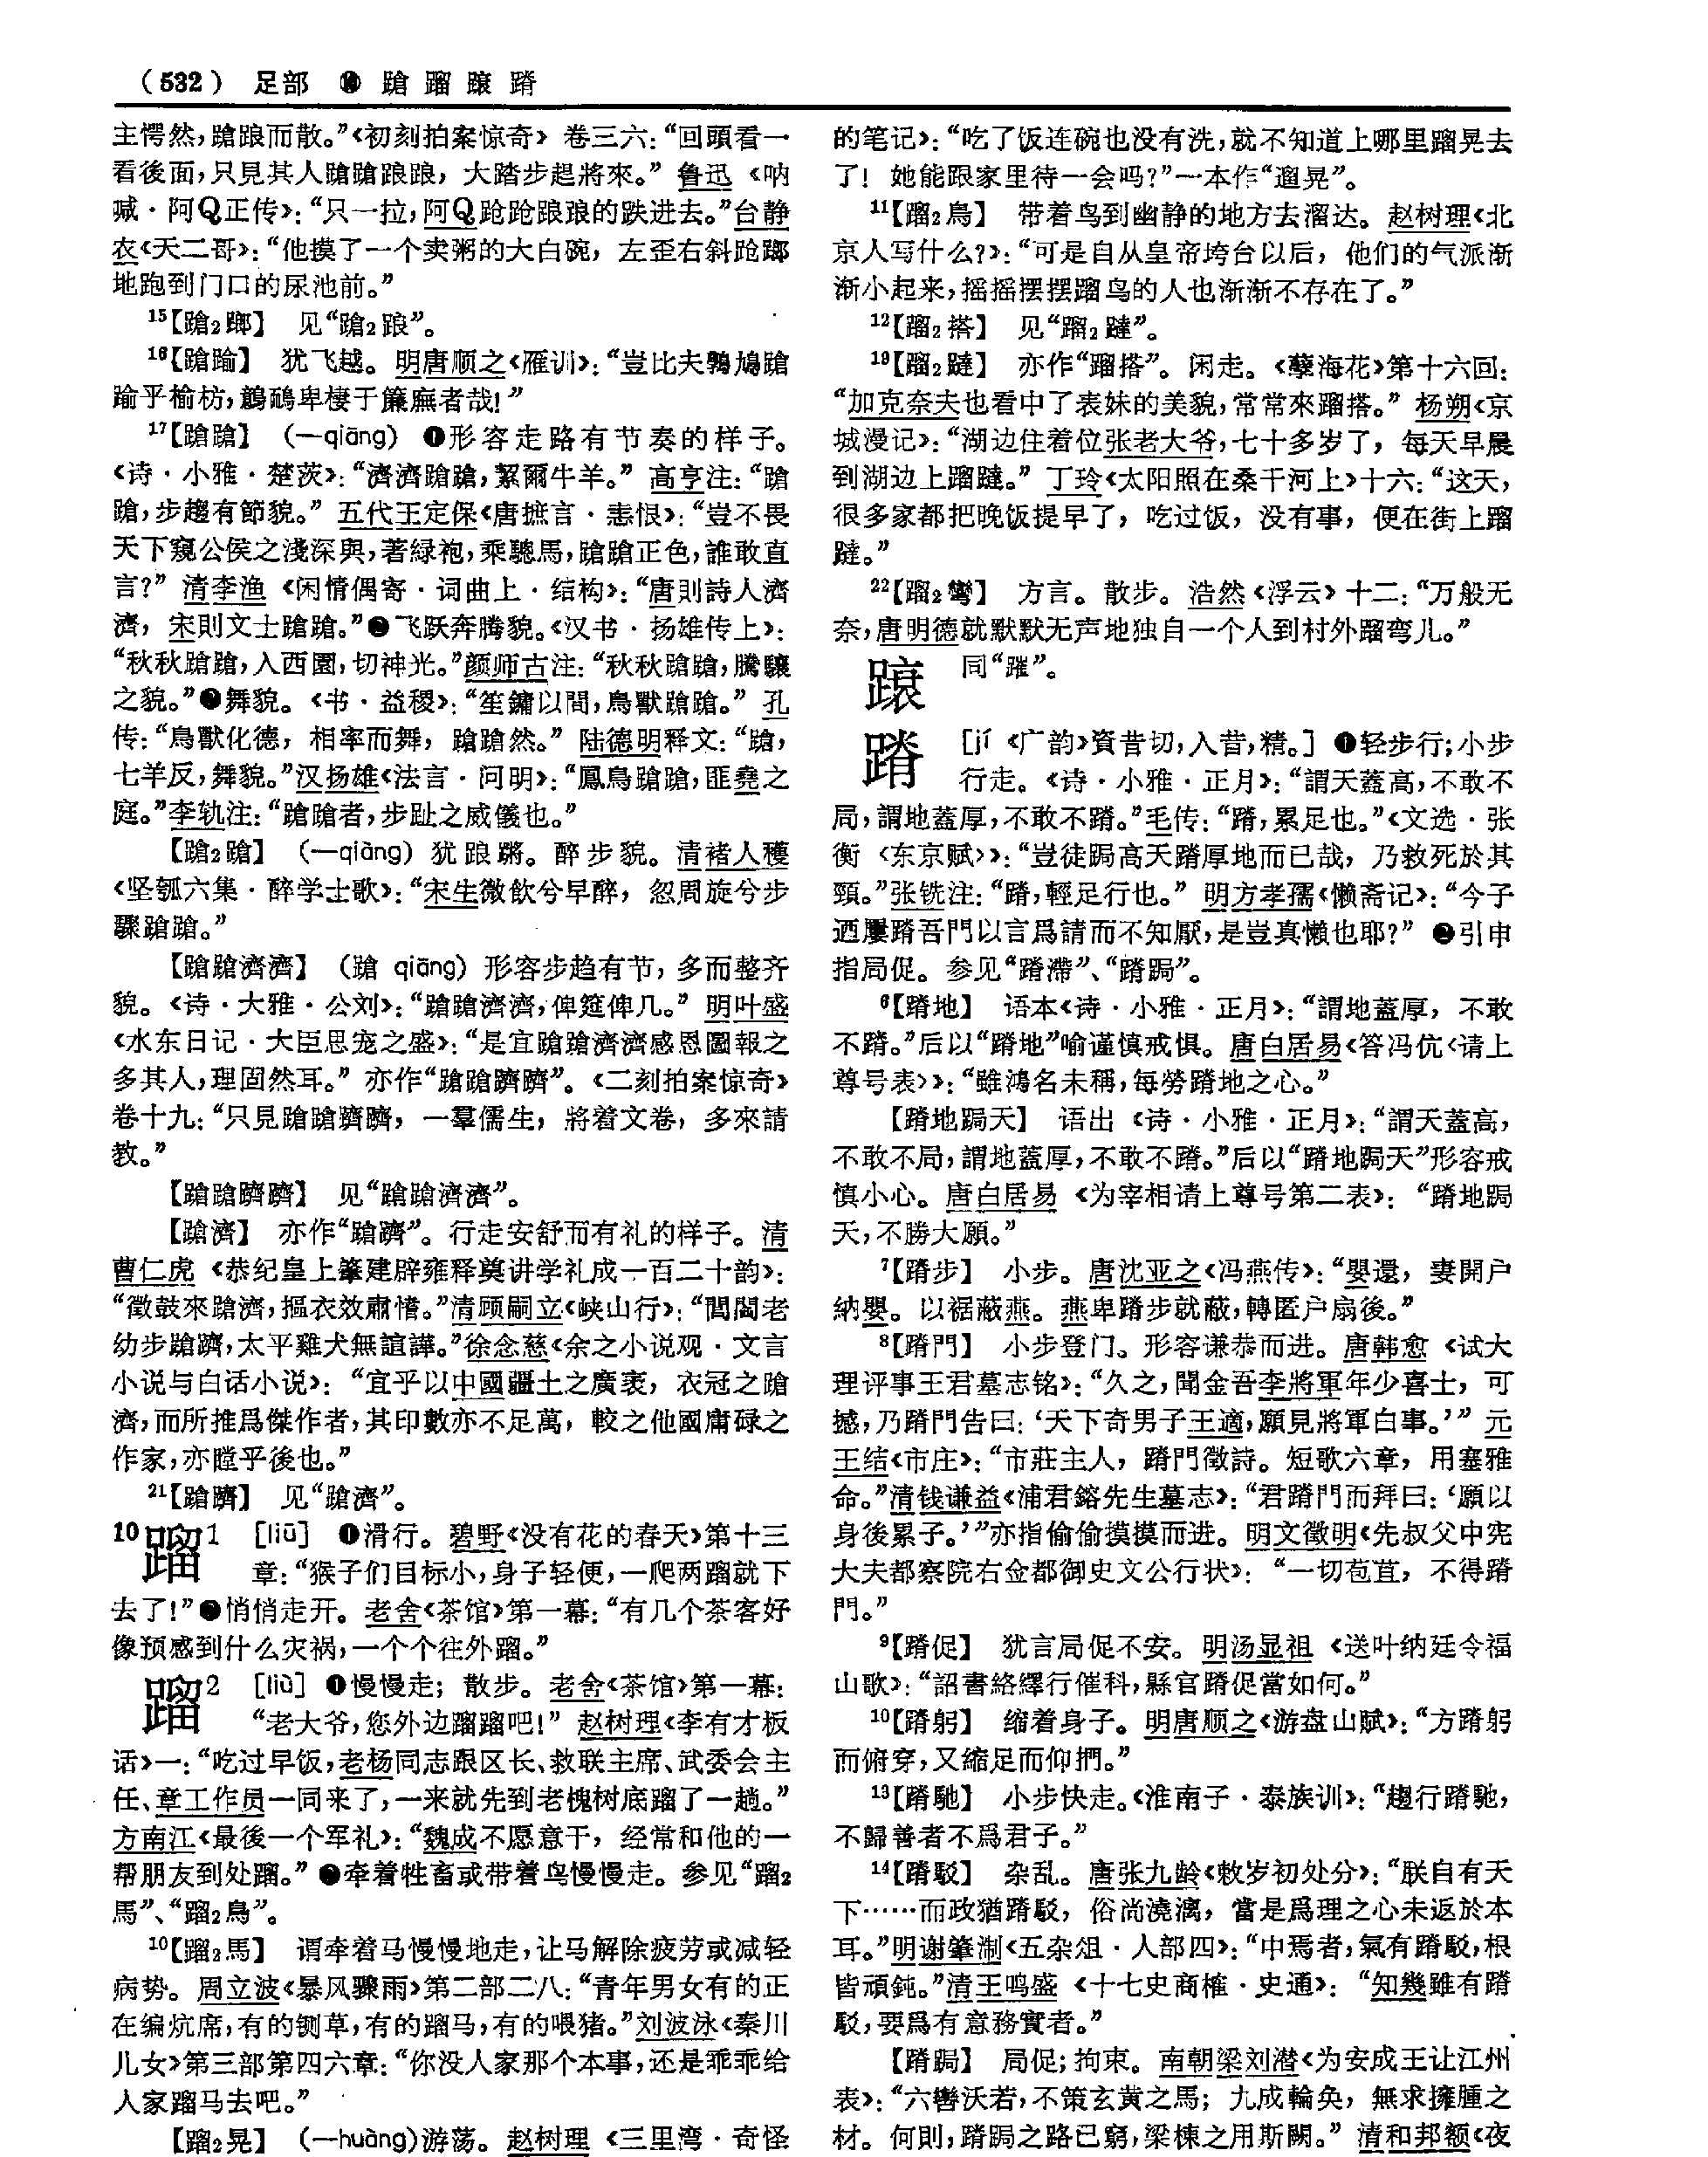 （532） 足部 ❿ 蹌 蹓 䠣 蹐
主愕然，蹌踉而散。”《初刻拍案惊奇》 卷三六：“回頭看一
看後面，只見其人蹌蹌踉踉，大踏步趕將來。” 鲁迅 《呐
喊·阿Q正传》：“只一拉，阿Q跄跄踉踉的跌进去。”台静
农《天二哥》：“他摸了一个卖粥的大白碗，左歪右斜跄踉
地跑到门口的尿池前。”
15【蹌₂踉】 见“蹌₂踉”。
16【蹌踰】 犹飞越。明唐顺之《雁训》：“豈比夫鷃鳩蹌
踰乎榆枋，鷦鷯卑棲于簾廡者哉！”
17【蹌蹌】（—qiāng）❶形容走路有节奏的样子。
《诗·小雅·楚茨》：“濟濟蹌蹌，絜爾牛羊。” 高亨注：“蹌
蹌，步趨有節貌。” 五代王定保《唐摭言·恚恨》：“豈不畏
天下窺公侯之淺深與，著緑袍，乘驄馬，蹌蹌正色，誰敢直
言？” 清李渔 《闲情偶寄·词曲上·结构》：“唐則詩人濟
濟，宋則文士蹌蹌。”❷飞跃奔腾貌。《汉书·扬雄传上》：
“秋秋蹌蹌，入西園，切神光。”颜师古注：“秋秋蹌蹌，騰驤
之貌。”❸舞貌。《书·益稷》：“笙鏞以間，鳥獸蹌蹌。” 孔
传：“鳥獸化德，相率而舞，蹌蹌然。” 陆德明释文：“蹌，
七羊反，舞貌。”汉扬雄《法言·问明》：“鳳鳥蹌蹌，匪堯之
庭。”李轨注：“蹌蹌者，步趾之威儀也。”
【蹌₂蹌】（—qiàng）犹踉蹡。醉步貌。清褚人穫
《坚瓠六集·醉学士歌》：“宋生微飲兮早醉，忽周旋兮步
驟蹌蹌。”
【蹌蹌濟濟】（蹌 qiāng）形容步趋有节，多而整齐
貌。《诗·大雅·公刘》：“蹌蹌濟濟，俾筵俾几。” 明叶盛
《水东日记·大臣思宠之盛》：“是宜蹌蹌濟濟感恩圖報之
多其人，理固然耳。” 亦作“蹌蹌躋躋”。《二刻拍案惊奇》
卷十九：“只見蹌蹌躋躋，一羣儒生，將着文卷，多來請
教。”
【蹌蹌躋躋】 见“蹌蹌濟濟”。
【蹌濟】 亦作“蹌躋”。行走安舒而有礼的样子。清
曹仁虎 《恭纪皇上肇建辟雍释奠讲学礼成一百二十韵》：
“徵鼓來蹌濟，摳衣效肅愔。”清顾嗣立《峡山行》：“閭閻老
幼步蹌躋，太平雞犬無諠譁。”徐念慈《余之小说观·文言
小说与白话小说》：“宜乎以中國疆土之廣袤，衣冠之蹌
濟，而所推爲傑作者，其印數亦不足萬，較之他國庸碌之
作家，亦瞠乎後也。”
21【蹌躋】 见“蹌濟”。
10蹓1 ［liū］ ❶滑行。碧野《没有花的春天》第十三
章：“猴子们目标小，身子轻便，一爬两蹓就下
去了！”❷悄悄走开。老舍《茶馆》第一幕：“有几个茶客好
像预感到什么灾祸，一个个往外蹓。”
蹓2 ［liù］ ❶慢慢走；散步。老舍《茶馆》第一幕：
“老大爷，您外边蹓蹓吧！” 赵树理《李有才板
话》一：“吃过早饭，老杨同志跟区长、救联主席、武委会主
任、章工作员一同来了，一来就先到老槐树底蹓了一趟。”
方南江《最後一个军礼》：“魏成不愿意干，经常和他的一
帮朋友到处蹓。” ❷牵着牲畜或带着鸟慢慢走。参见“蹓₂
馬”、“蹓₂鳥”。
10【蹓₂馬】 谓牵着马慢慢地走，让马解除疲劳或减轻
病势。周立波《暴风骤雨》第二部二八：“青年男女有的正
在编炕席，有的铡草，有的蹓马，有的喂猪。”刘波泳《秦川
儿女》第三部第四六章：“你没人家那个本事，还是乖乖给
人家蹓马去吧。”
【蹓₂晃】（—huàng）游荡。赵树理 《三里湾·奇怪
的笔记》：“吃了饭连碗也没有洗，就不知道上哪里蹓晃去
了！她能跟家里待一会吗？”一本作“遛晃”。
11【蹓₂鳥】 带着鸟到幽静的地方去溜达。赵树理《北
京人写什么？》：“可是自从皇帝垮台以后，他们的气派渐
渐小起来，摇摇摆摆蹓鸟的人也渐渐不存在了。”
12【蹓₂搭】 见“蹓₂躂”。
19【蹓₂躂】 亦作“蹓搭”。闲走。《孽海花》第十六回：
“加克奈夫也看中了表妹的美貌，常常來蹓搭。” 杨朔《京
城漫记》：“湖边住着位张老大爷，七十多岁了，每天早晨
到湖边上蹓躂。” 丁玲《太阳照在桑干河上》十六：“这天，
很多家都把晚饭提早了，吃过饭，没有事，便在街上蹓
躂。”
22【蹓₂彎】 方言。散步。浩然《浮云》十二：“万般无
奈，唐明德就默默无声地独自一个人到村外蹓弯儿。”
䠣 同“蹝”。
蹐 ［jí 《广韵》資昔切，入昔，精。］ ❶轻步行；小步
行走。《诗·小雅·正月》：“謂天蓋高，不敢不
局，謂地蓋厚，不敢不蹐。”毛传：“蹐，累足也。”《文选·张
衡〈东京赋〉》：“豈徒跼高天蹐厚地而已哉，乃救死於其
頸。”张铣注：“蹐，輕足行也。” 明方孝孺《懒斋记》：“今子
迺屢蹐吾門以言爲請而不知厭，是豈真懶也耶？” ❷引申
指局促。参见“蹐滯”、“蹐跼”。
6【蹐地】 语本《诗·小雅·正月》：“謂地蓋厚，不敢
不蹐。”后以“蹐地”喻谨慎戒惧。唐白居易《答冯伉〈请上
尊号表〉》：“雖鴻名未稱，每勞蹐地之心。”
【蹐地跼天】 语出 《诗·小雅·正月》：“謂天蓋高，
不敢不局，謂地蓋厚，不敢不蹐。”后以“蹐地跼天”形容戒
慎小心。唐白居易 《为宰相请上尊号第二表》：“蹐地跼
天，不勝大願。”
7【蹐步】 小步。唐沈亚之《冯燕传》：“嬰還，妻開户
納嬰。以裾蔽燕。燕卑蹐步就蔽，轉匿户扇後。”
8【蹐門】 小步登门。形容谦恭而进。唐韩愈 《试大
理评事王君墓志铭》：“久之，聞金吾李將軍年少喜士，可
撼，乃蹐門告曰：‘天下奇男子王適，願見將軍白事。’” 元
王结《市庄》：“市莊主人，蹐門徵詩。短歌六章，用塞雅
命。”清钱谦益《浦君鎔先生墓志》：“君蹐門而拜曰：‘願以
身後累子。’”亦指偷偷摸摸而进。明文徵明《先叔父中宪
大夫都察院右佥都御史文公行状》：“一切苞苴，不得蹐
門。”
9【蹐促】 犹言局促不安。明汤显祖 《送叶纳廷令福
山歌》：“詔書絡繹行催科，縣官蹐促當如何。”
10【蹐躬】 缩着身子。明唐顺之《游盘山赋》：“方蹐躬
而俯穿，又縮足而仰捫。”
13【蹐馳】 小步快走。《淮南子·泰族训》：“趨行蹐馳，
不歸善者不爲君子。”
14【蹐駁】 杂乱。唐张九龄《敕岁初处分》：“朕自有天
下……而政猶蹐駁，俗尚澆漓，當是爲理之心未返於本
耳。”明谢肇淛《五杂俎·人部四》：“中焉者，氣有蹐駁，根
皆頑鈍。”清王鸣盛 《十七史商榷·史通》：“知幾雖有蹐
駁，要爲有意務實者。”
【蹐跼】 局促；拘束。南朝梁刘潜《为安成王让江州
表》：“六轡沃若，不策玄黄之馬；九成輪奂，無求擁腫之
材。何則，蹐跼之路已窮，梁棟之用斯闕。” 清和邦额《夜